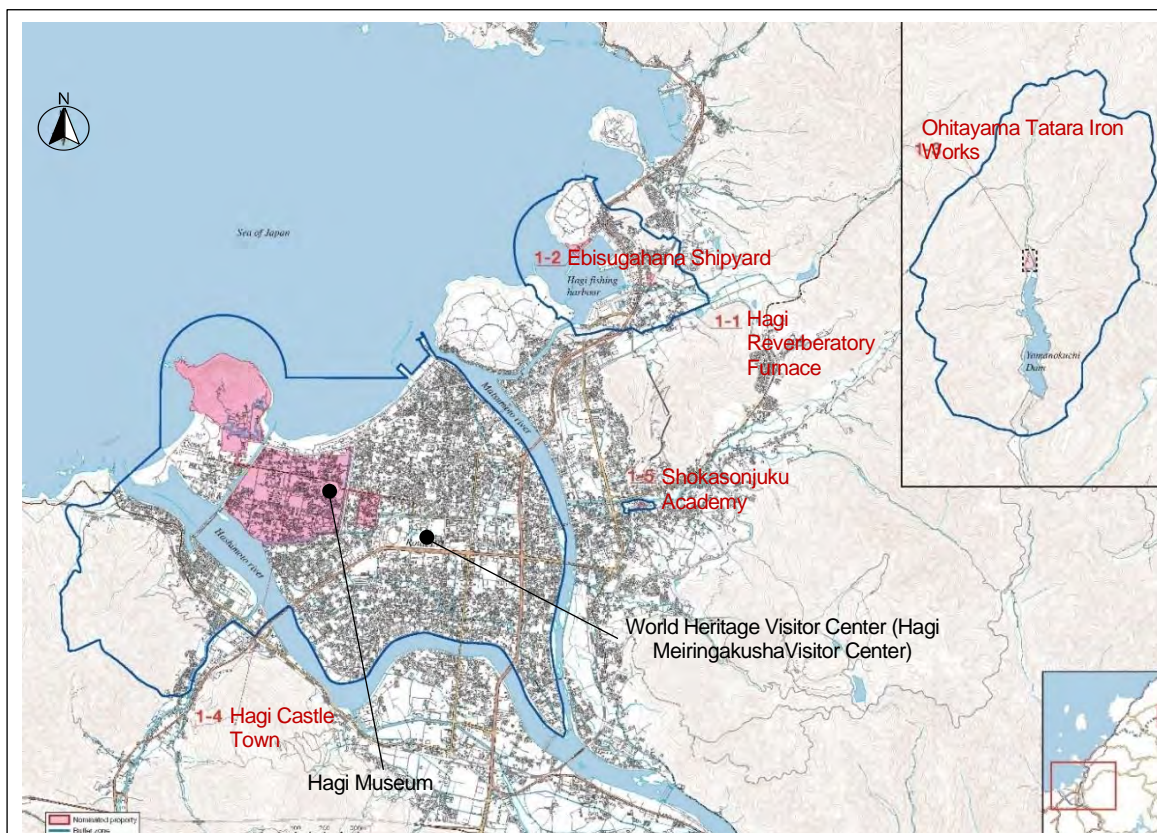 N
Ohitayama Tatara Iron
Works
Sea of Japan
1-2 Ebisugahana Shipyard
Hagi fishing
harbour
1-1 Hagi
Reverberatory
Furnace
Yamanokuchi
Dam
Matsumoto river
1-5 Shokasonjuku
Academy
Hashimoto river
World Heritage Visitor Center (Hagi
MeiringakushaVisitor Center)
1-4 Hagi Castle
Town
Hagi Museum
Nominated property
Buffer zone